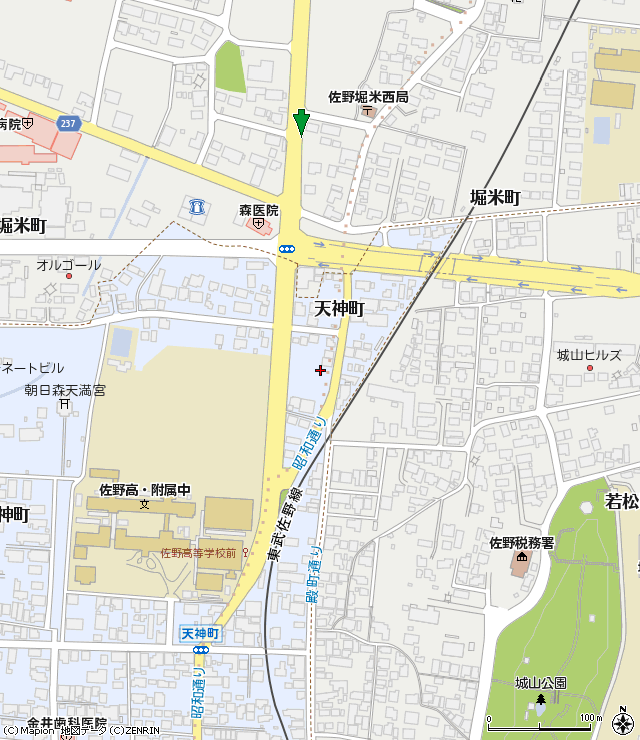 佐野堀米西局
病院
237
堀米町
森医院
堀米町
オルゴール
天神町
城山ヒルズ
ネートビル
朝日森天満宮
昭和通り
佐野高・附属中
東武佐野線
若松
神町
佐野税務署
佐野高等学校前
殿町通り
天神町
昭和通り
城山公園
金井歯科医院
100 m
(C)Mapion 地図データ (C)ZENRIN